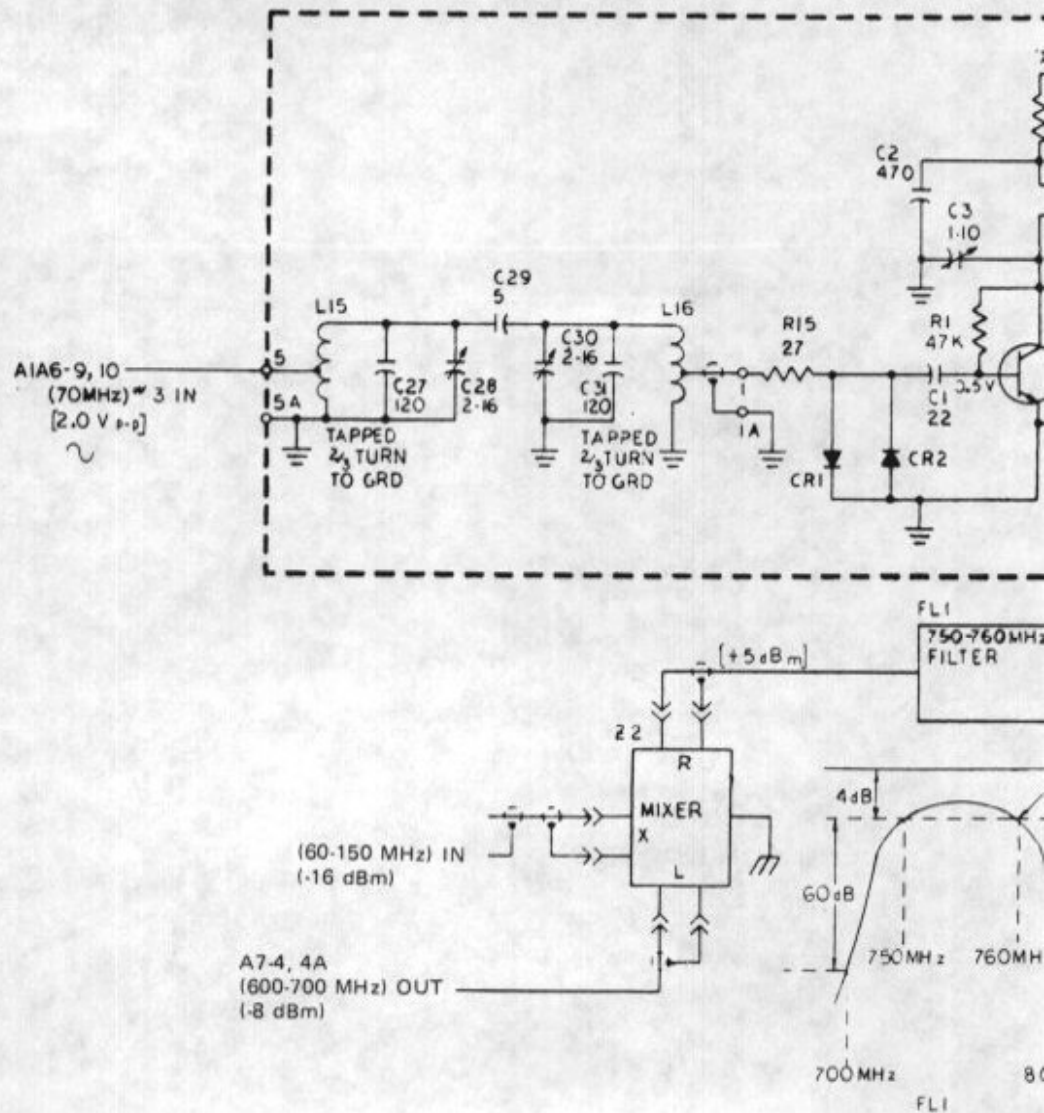 C2
470
C3
1-10
C29
5
L15
L16
R15
27
R1
47K
C30
2-16
A1A6-9, 10
(70MHz) #3 IN
[2.0 V p-p]
5
5A
C27
120
C28
2-16
C31
120
0.5V
C1
22
1A
TAPPED
2/3 TURN
TO GRD
TAPPED
2/3 TURN
TO GRD
CR1
CR2
FL1
750-760MHz
FILTER
[+5dBm]
22
R
MIXER
X
L
4dB
(60-150 MHz) IN
(-16 dBm)
60dB
A7-4, 4A
(600-700 MHz) OUT
(-8 dBm)
750MHz
760MH
700MHz
80
FL1